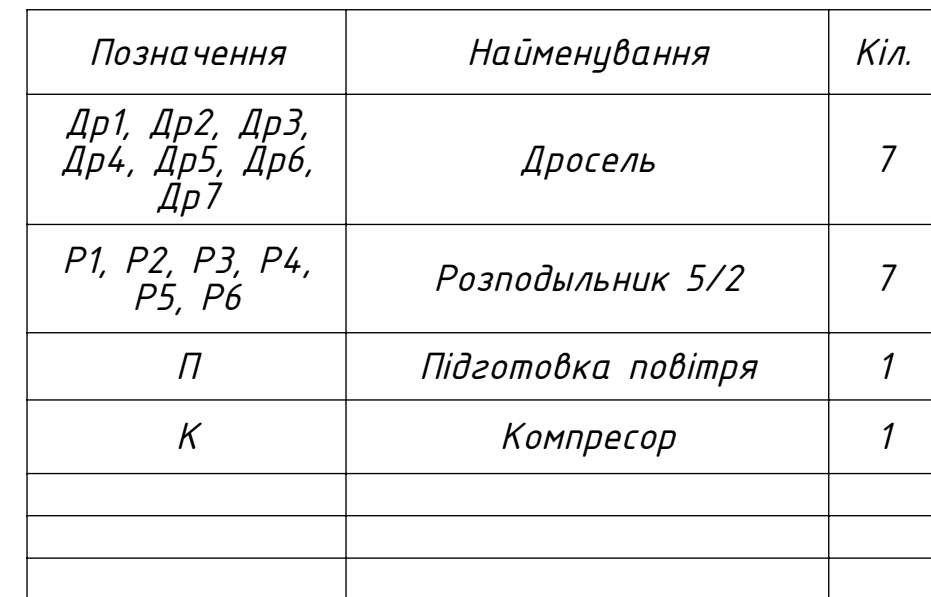 Позначення Найменування Кіл.
Др1, Др2, Др3,
Др4, Др5, Др6,
Др7
Дросель 7
Р1, Р2, Р3, Р4,
Р5, Р6
Розподыльник 5/2 7
П Підготовка повітря 1
К Компресор 1